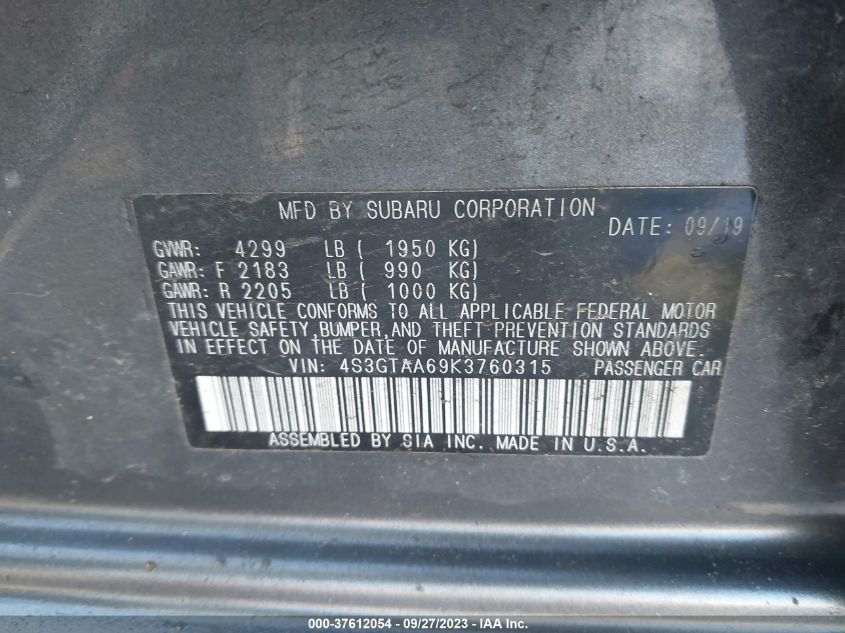 MFD BY SUBARU CORPORATION
DATE: 09/19
GVWR: 4299 LB ( 1950 KG)
GAWR: F 2183 LB ( 990 KG)
GAWR: R 2205 LB ( 1000 KG)
THIS VEHICLE CONFORMS TO ALL APPLICABLE FEDERAL MOTOR
VEHICLE SAFETY, BUMPER, AND THEFT PREVENTION STANDARDS
IN EFFECT ON THE DATE OF MANUFACTURE SHOWN ABOVE.
VIN: 4S3GTAA69K3760315 PASSENGER CAR
ASSEMBLED BY SIA INC. MADE IN U.S.A.
000-37612054 - 09/27/2023 - IAA Inc.